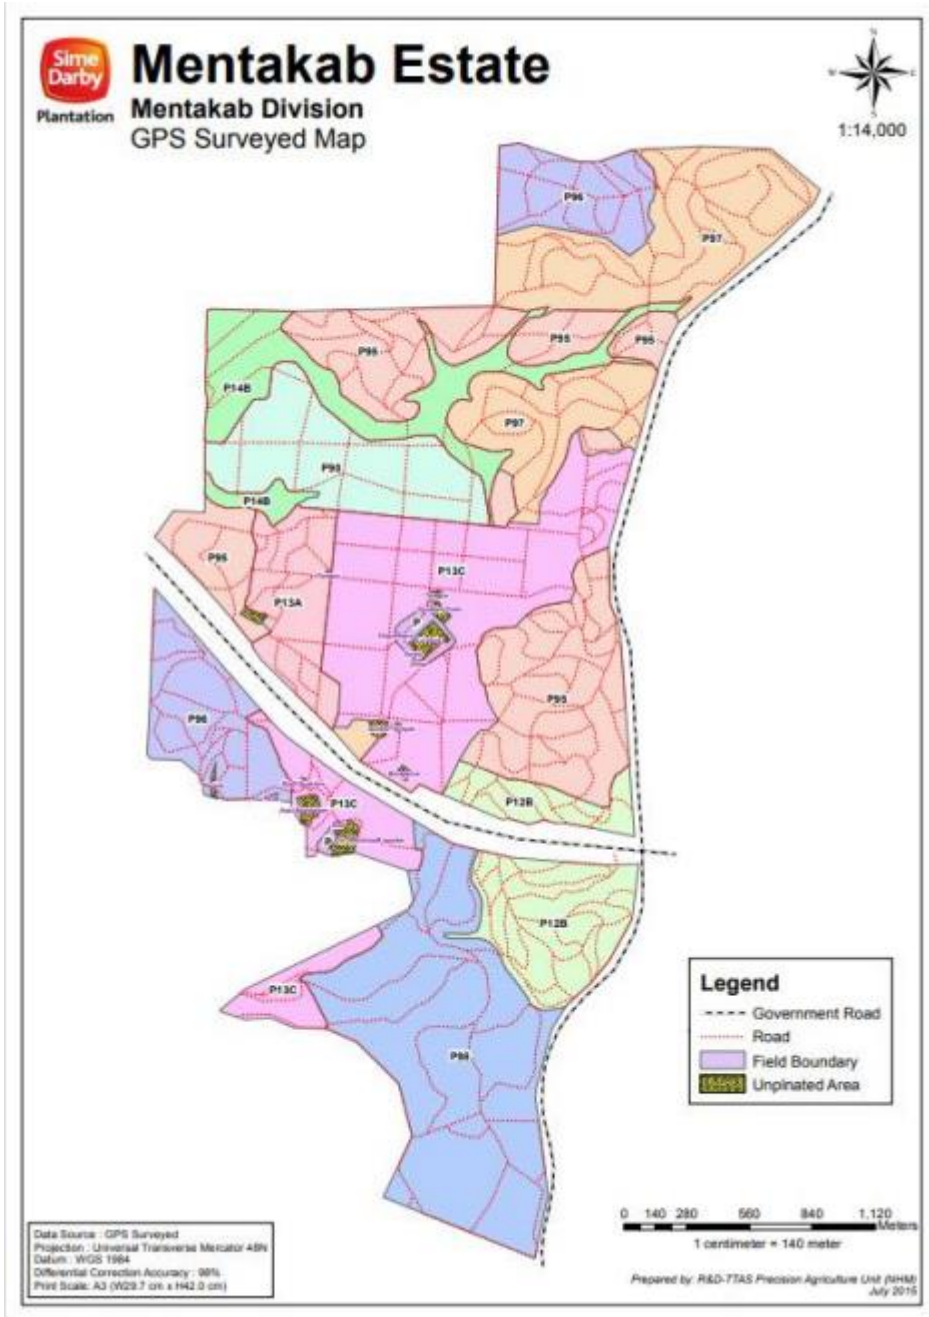 Sime
Darby
Plantation
Mentakab Estate
Mentakab Division
GPS Surveyed Map
N
W
E
S
1:14,000
P96
P97
P95
P95
P95
P14B
P97
P14B
P95
P13C
P13A
P95
P96
P13C
P12B
P12B
P13C
Legend
Government Road
Road
Field Boundary
Unplnated Area
0 140 280 560 840 1,120
Meters
1 centimeter = 140 meter
Data Source : GPS Surveyed
Projection : Universal Transverse Mercator 48N
Datum : WGS 1984
Differential Correction Accuracy : 98%
Print Scale: A3 (W29.7 cm x H42.0 cm)
Prepared by: R&D-TTAS Precision Agriculture Unit (NHM)
July 2015